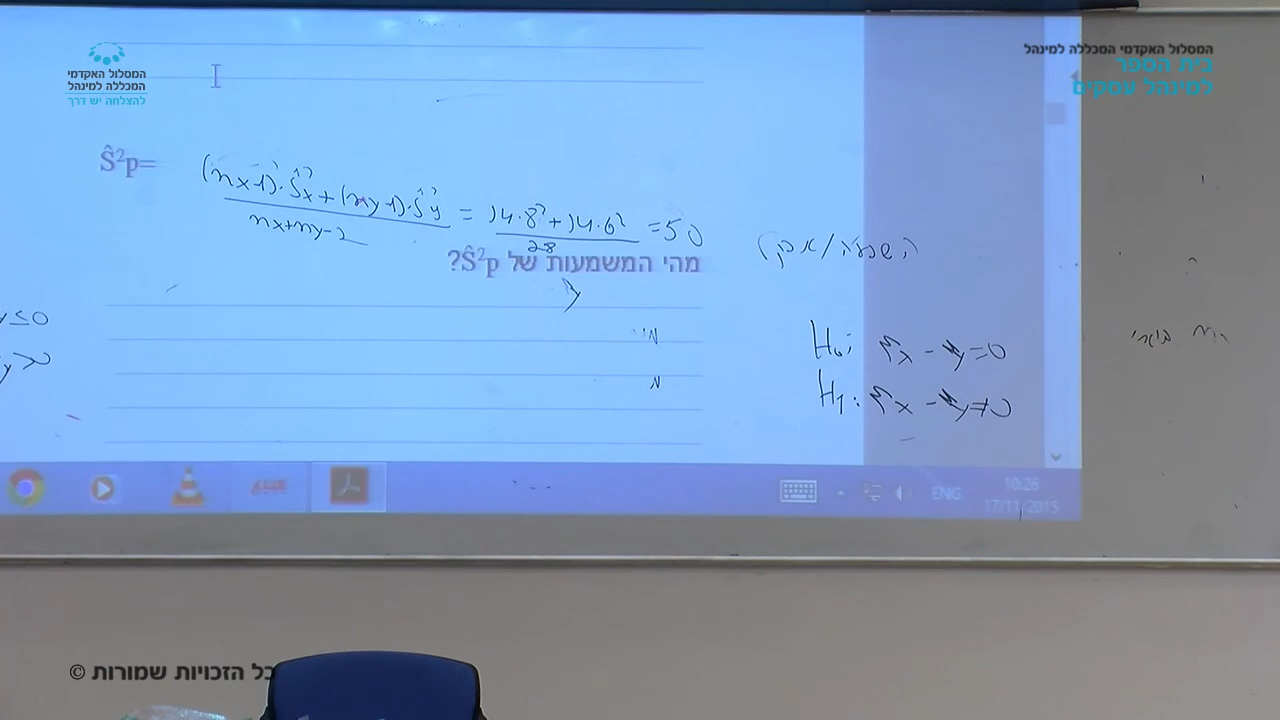 המסלול האקדמי
המכללה למינהל
להצלחה יש דרך
המסלול האקדמי המכללה למינהל
בית הספר
למינהל עסקים
Ŝ²p=
(nx-1)·Ŝ²x+(ny-1)·Ŝ²y / nx+ny-2 = 14·8²+14·6² / 28 =50
מהי המשמעות של Ŝ²p?
y≤0
y>0
H₀: μx - μy=0
H₁: μx - μy≠0
ENG
10:26
17/11/2015
כל הזכויות שמורות ©